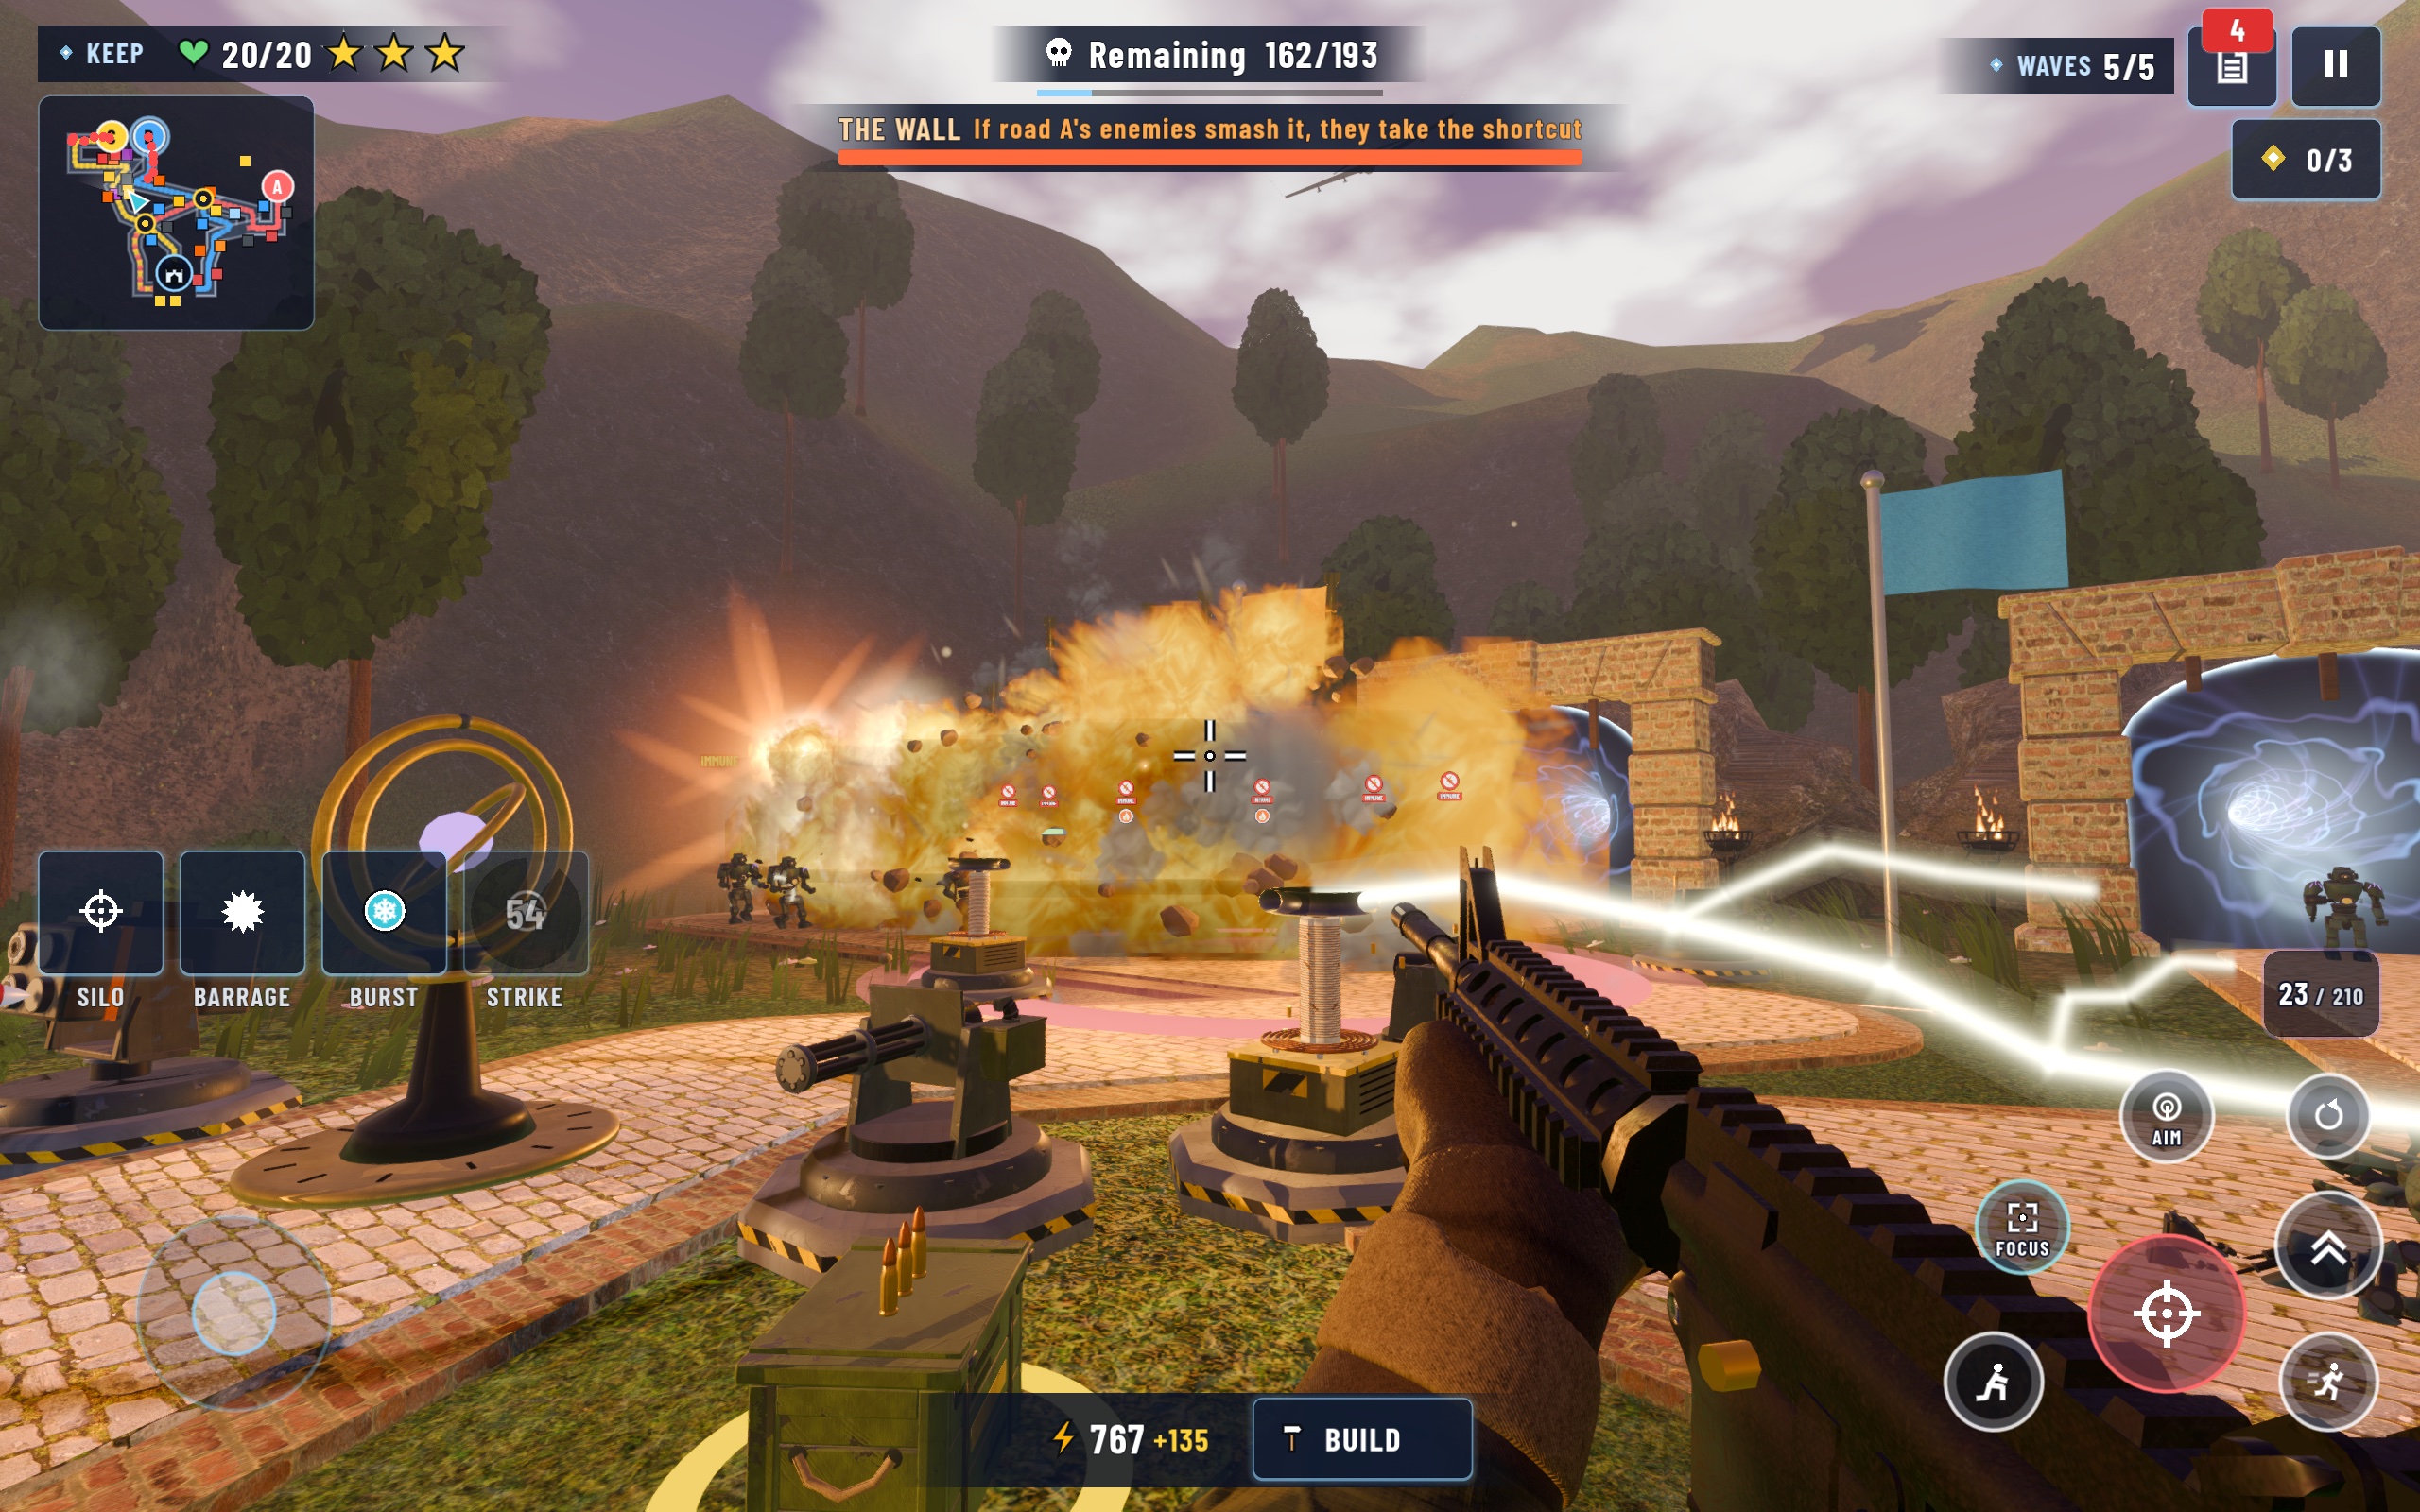 KEEP 20/20
Remaining 162/193
WAVES 5/5
4
THE WALL If road A's enemies smash it, they take the shortcut
0/3
A
IMMUNE
54
SILO
BARRAGE
BURST
STRIKE
23 / 210
AIM
FOCUS
767 +135
BUILD